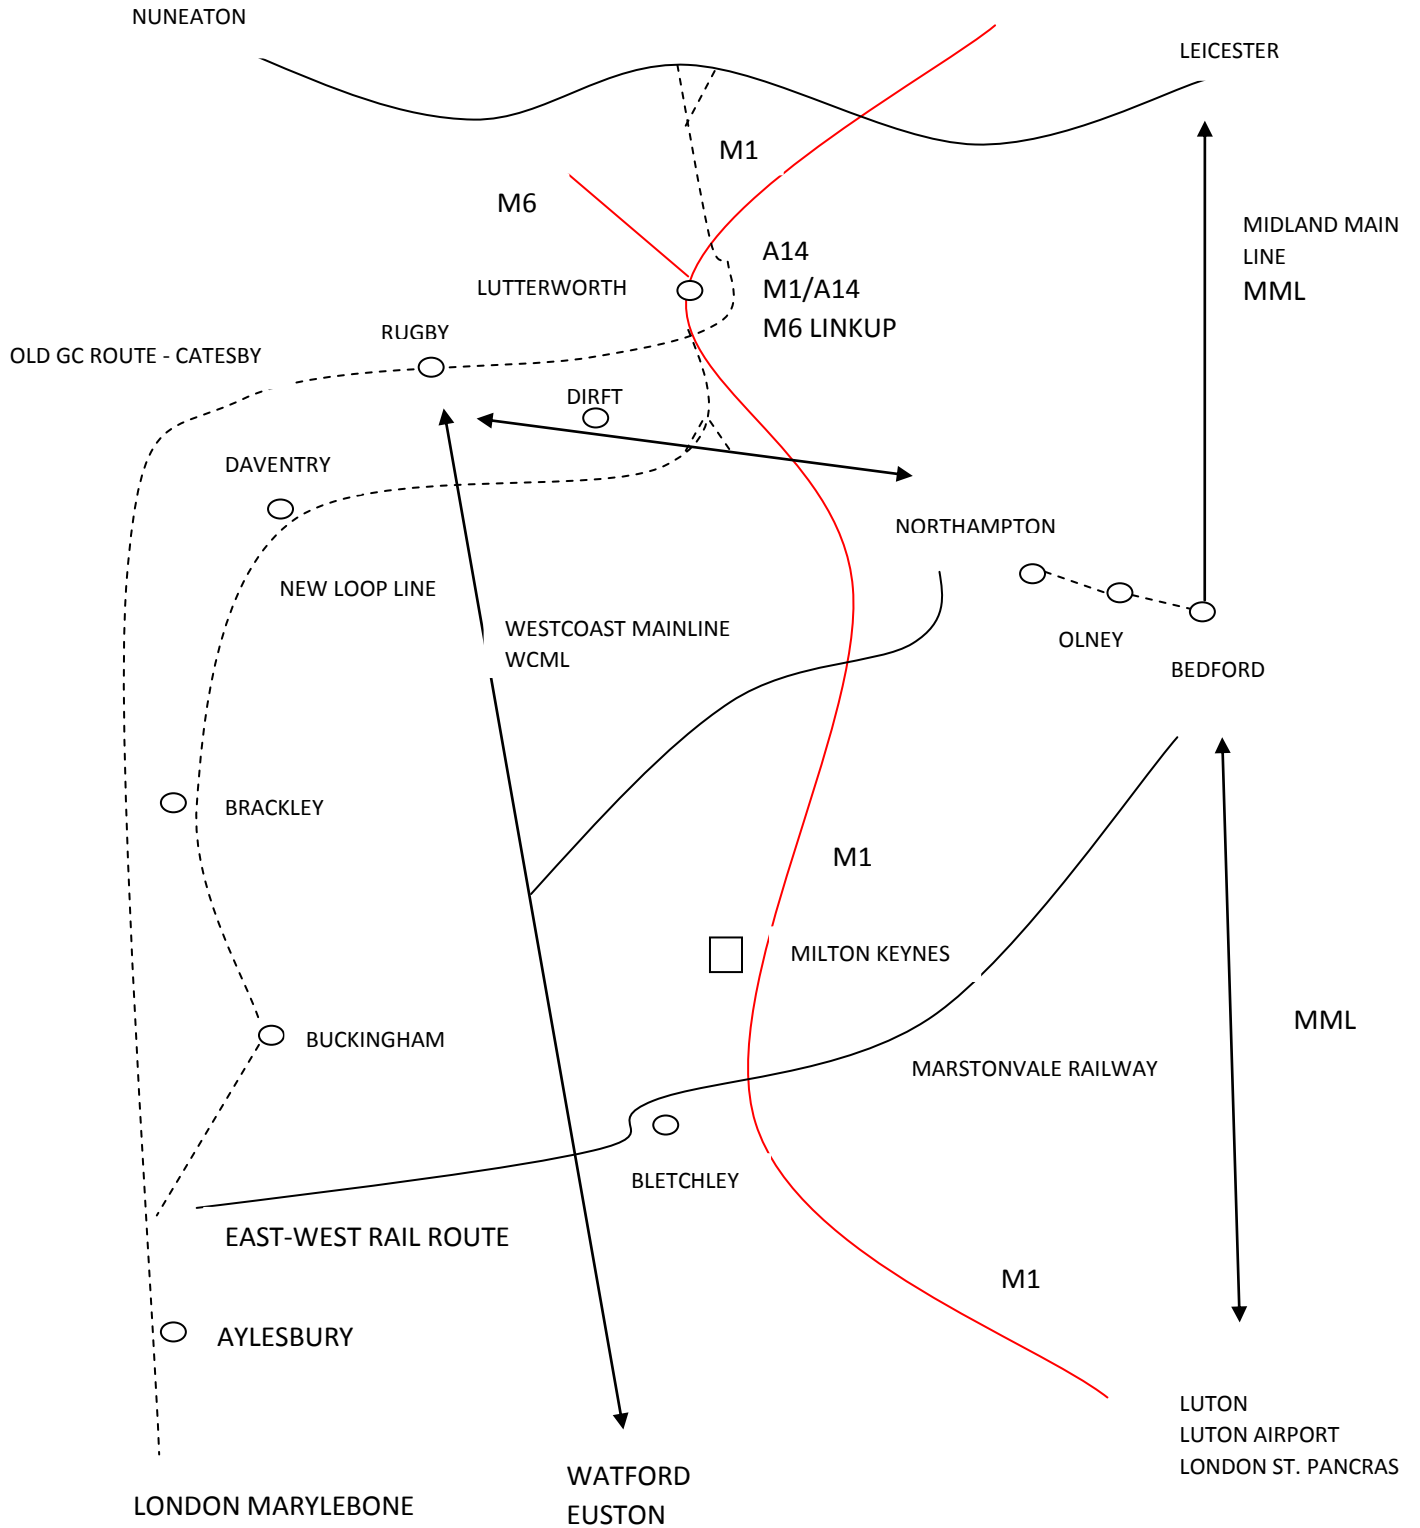 NUNEATON
LEICESTER
M1
M6
MIDLAND MAIN
LINE
MML
A14
M1/A14
M6 LINKUP
LUTTERWORTH
RUGBY
OLD GC ROUTE - CATESBY
DIRFT
DAVENTRY
NORTHAMPTON
NEW LOOP LINE
WESTCOAST MAINLINE
WCML
OLNEY
BEDFORD
BRACKLEY
M1
MILTON KEYNES
MML
BUCKINGHAM
MARSTONVALE RAILWAY
BLETCHLEY
EAST-WEST RAIL ROUTE
M1
AYLESBURY
LUTON
LUTON AIRPORT
LONDON ST. PANCRAS
WATFORD
EUSTON
LONDON MARYLEBONE